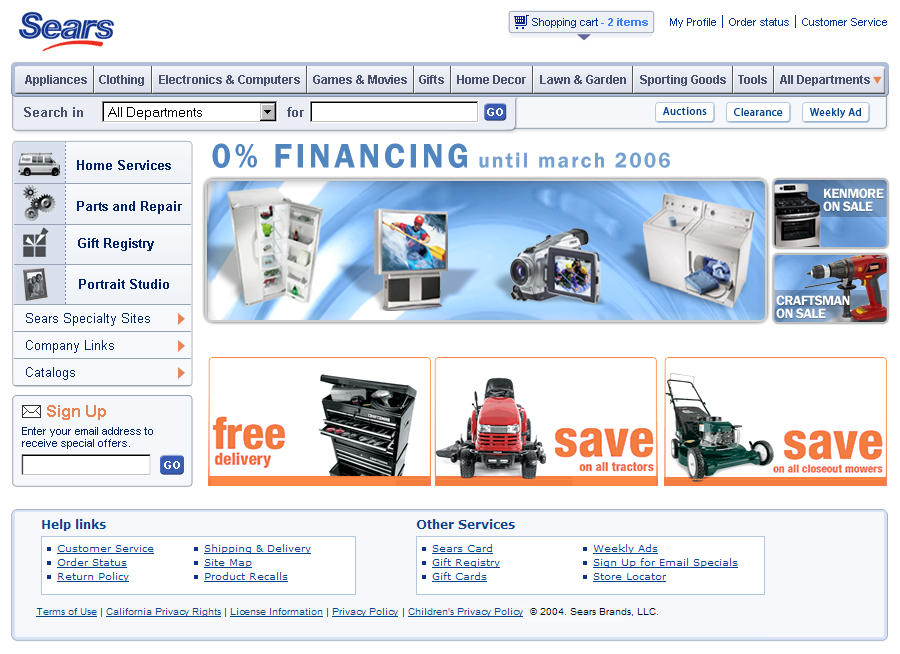 Sears
Shopping cart - 2 items
My Profile | Order status | Customer Service
Appliances
Clothing
Electronics & Computers
Games & Movies
Gifts
Home Decor
Lawn & Garden
Sporting Goods
Tools
All Departments
Search in
All Departments
for
GO
Auctions
Clearance
Weekly Ad
Home Services
Parts and Repair
Gift Registry
Portrait Studio
Sears Specialty Sites
Company Links
Catalogs
Sign Up
Enter your email address to
receive special offers.
GO
0% FINANCING until march 2006
KENMORE
ON SALE
CRAFTSMAN
ON SALE
free
delivery
save
on all tractors
save
on all closeout mowers
Help links
Customer Service
Order Status
Return Policy
Shipping & Delivery
Site Map
Product Recalls
Other Services
Sears Card
Gift Registry
Gift Cards
Weekly Ads
Sign Up for Email Specials
Store Locator
Terms of Use | California Privacy Rights | License Information | Privacy Policy | Children's Privacy Policy © 2004. Sears Brands, LLC.